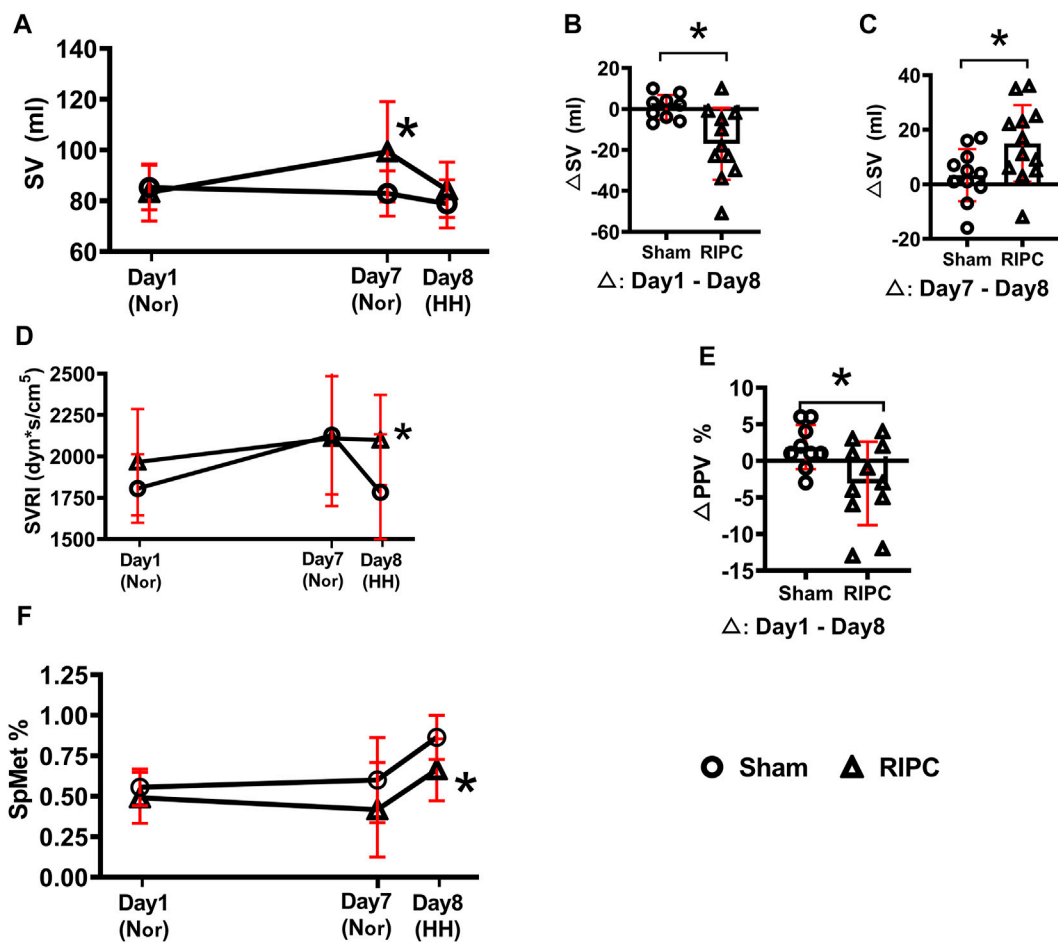 A
SV (ml)
140
120
100
80
60
*
Day1
(Nor)
Day7
(Nor)
Day8
(HH)
B
△SV (ml)
20
0
-20
-40
-60
*
Sham RIPC
△: Day1 - Day8
C
△SV (ml)
40
20
0
-20
*
Sham RIPC
△: Day7 - Day8
D
SVRI (dyn*s/cm⁵)
2500
2250
2000
1750
1500
*
Day1
(Nor)
Day7
(Nor)
Day8
(HH)
E
△PPV %
10
5
0
-5
-10
-15
*
Sham RIPC
△: Day1 - Day8
F
SpMet %
1.25
1.00
0.75
0.50
0.25
0.00
*
Day1
(Nor)
Day7
(Nor)
Day8
(HH)
Sham RIPC